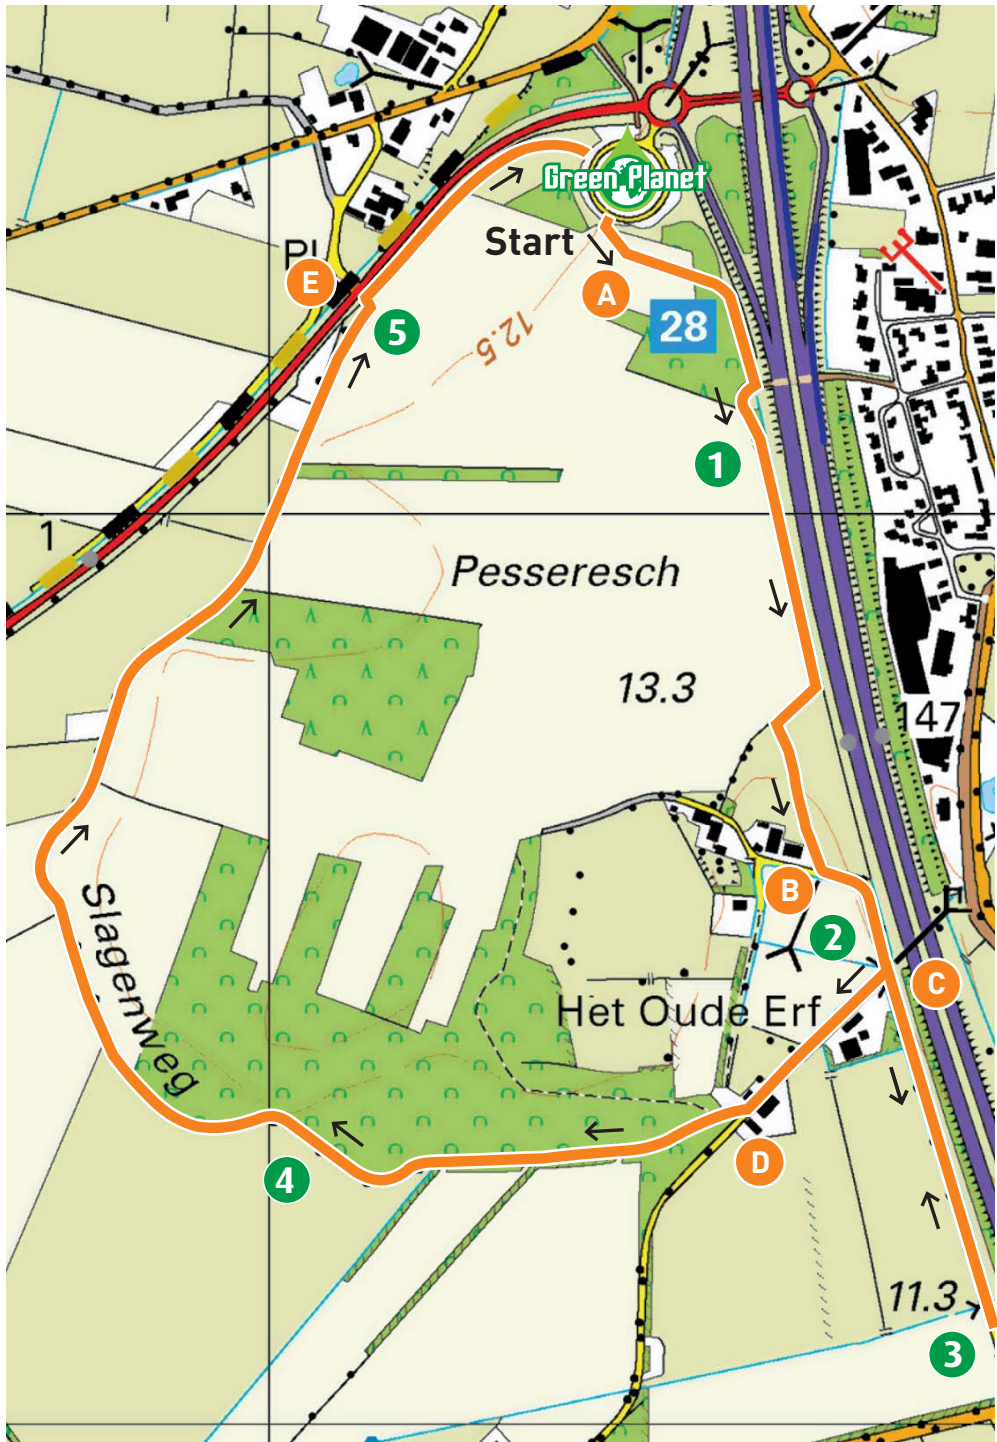 Green Planet
Start
Pl
E
A
28
5
12.5
1
1
Pesseresch
13.3
147
B
2
C
Slagenweg
Het Oude Erf
D
4
11.3
3